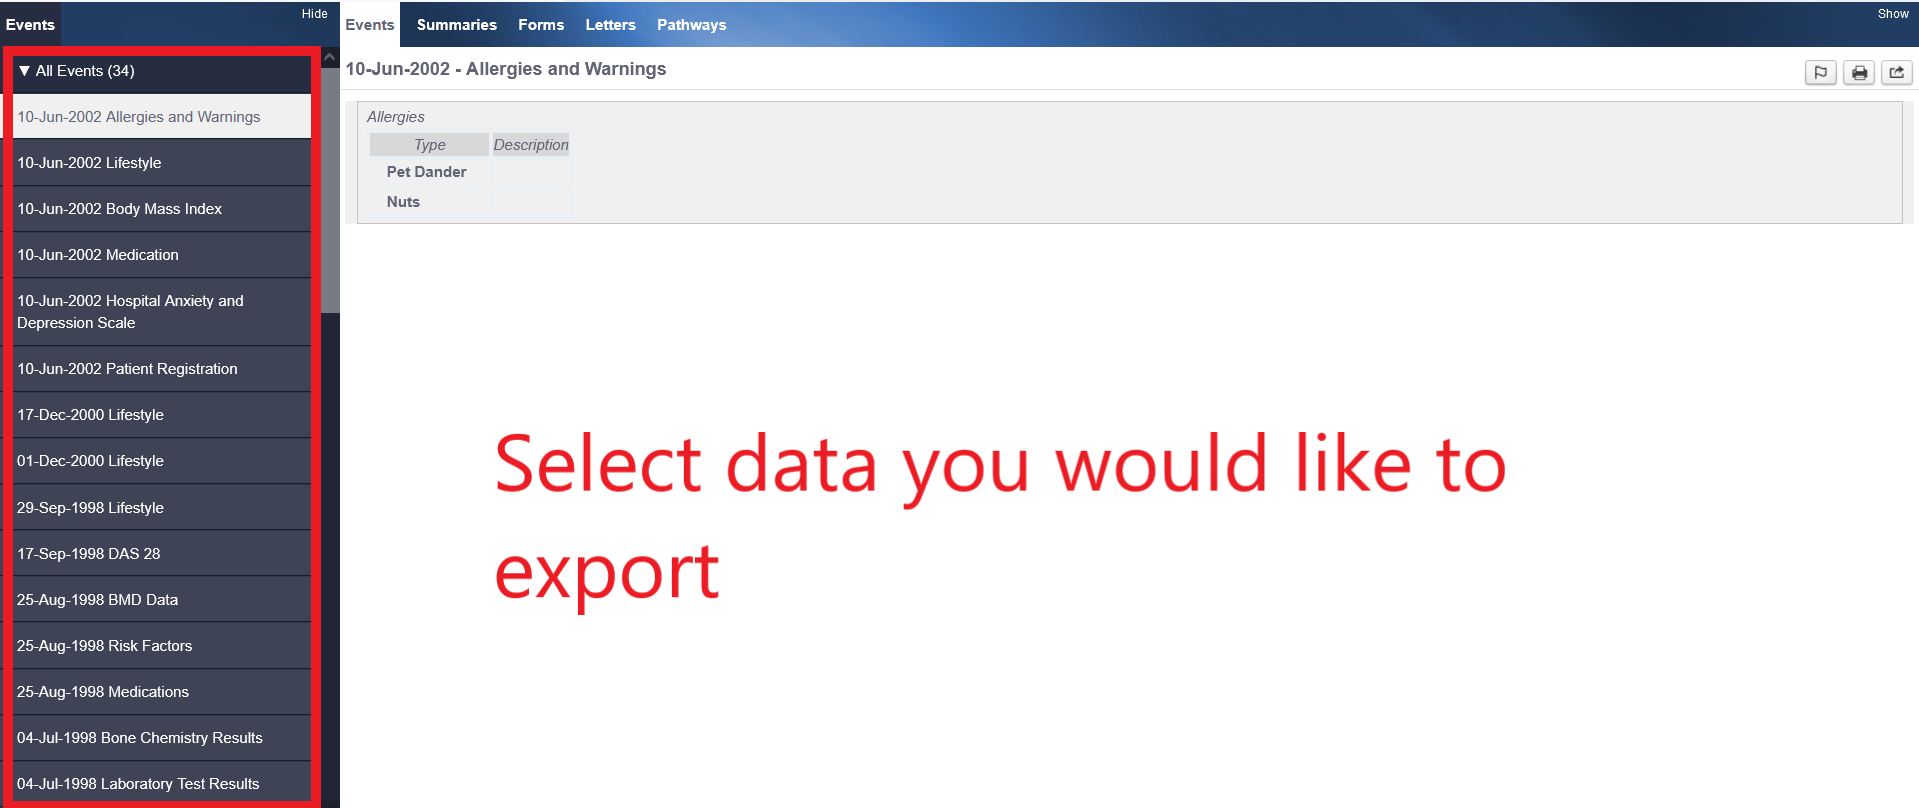 Events
Hide
▼ All Events (34)
10-Jun-2002 Allergies and Warnings
10-Jun-2002 Lifestyle
10-Jun-2002 Body Mass Index
10-Jun-2002 Medication
10-Jun-2002 Hospital Anxiety and
Depression Scale
10-Jun-2002 Patient Registration
17-Dec-2000 Lifestyle
01-Dec-2000 Lifestyle
29-Sep-1998 Lifestyle
17-Sep-1998 DAS 28
25-Aug-1998 BMD Data
25-Aug-1998 Risk Factors
25-Aug-1998 Medications
04-Jul-1998 Bone Chemistry Results
04-Jul-1998 Laboratory Test Results
Events Summaries Forms Letters Pathways
Show
10-Jun-2002 - Allergies and Warnings
Allergies
Type Description
Pet Dander
Nuts
Select data you would like to
export